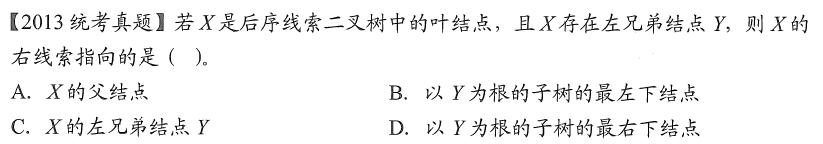 【2013 统考真题】若 X 是后序线索二叉树中的叶结点，且 X 存在左兄弟结点 Y，则 X 的
右线索指向的是（ ）。
A. X 的父结点 B. 以 Y 为根的子树的最左下结点
C. X 的左兄弟结点 Y D. 以 Y 为根的子树的最右下结点